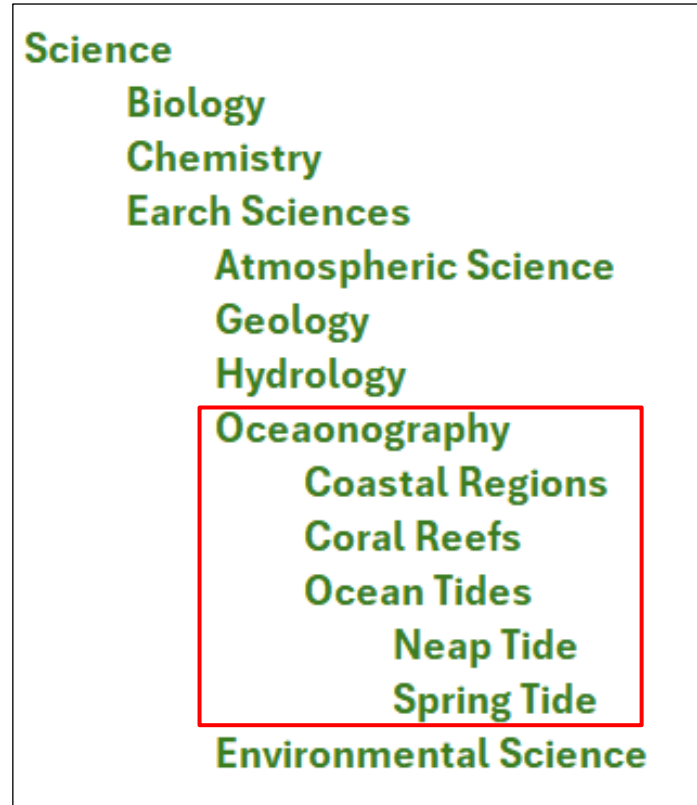 Science
Biology
Chemistry
Earch Sciences
Atmospheric Science
Geology
Hydrology
Oceaonography
Coastal Regions
Coral Reefs
Ocean Tides
Neap Tide
Spring Tide
Environmental Science